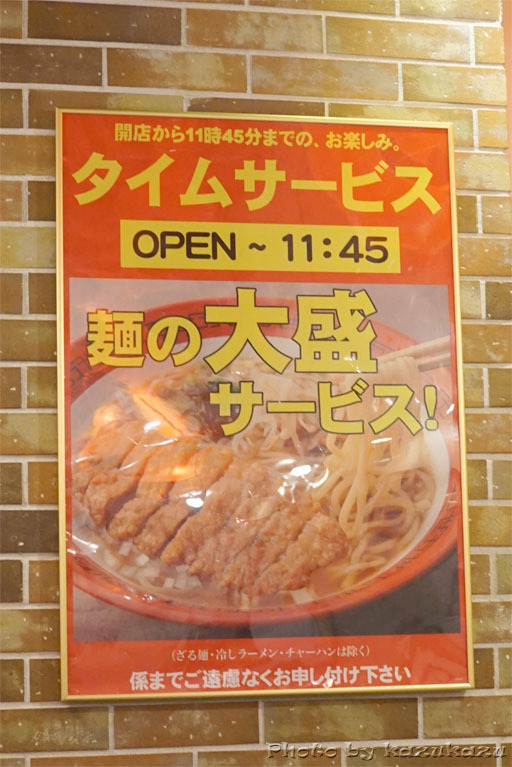 開店から11時45分までの、お楽しみ。
タイムサービス
OPEN ~ 11:45
麺の大盛
サービス!
(ざる麺・冷しラーメン・チャーハンは除く)
係までご遠慮なくお申し付け下さい
Photo by kazukazu